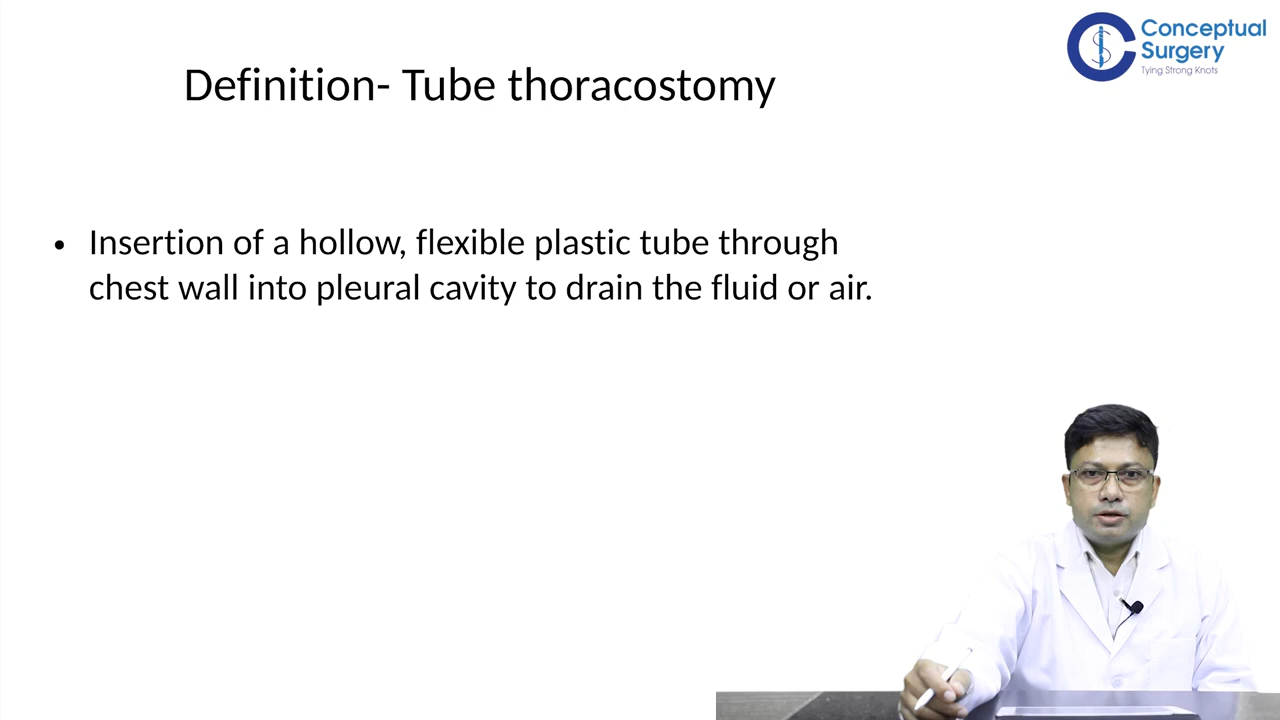 Conceptual
Surgery
Tying Strong Knots
Definition- Tube thoracostomy
• Insertion of a hollow, flexible plastic tube through
chest wall into pleural cavity to drain the fluid or air.